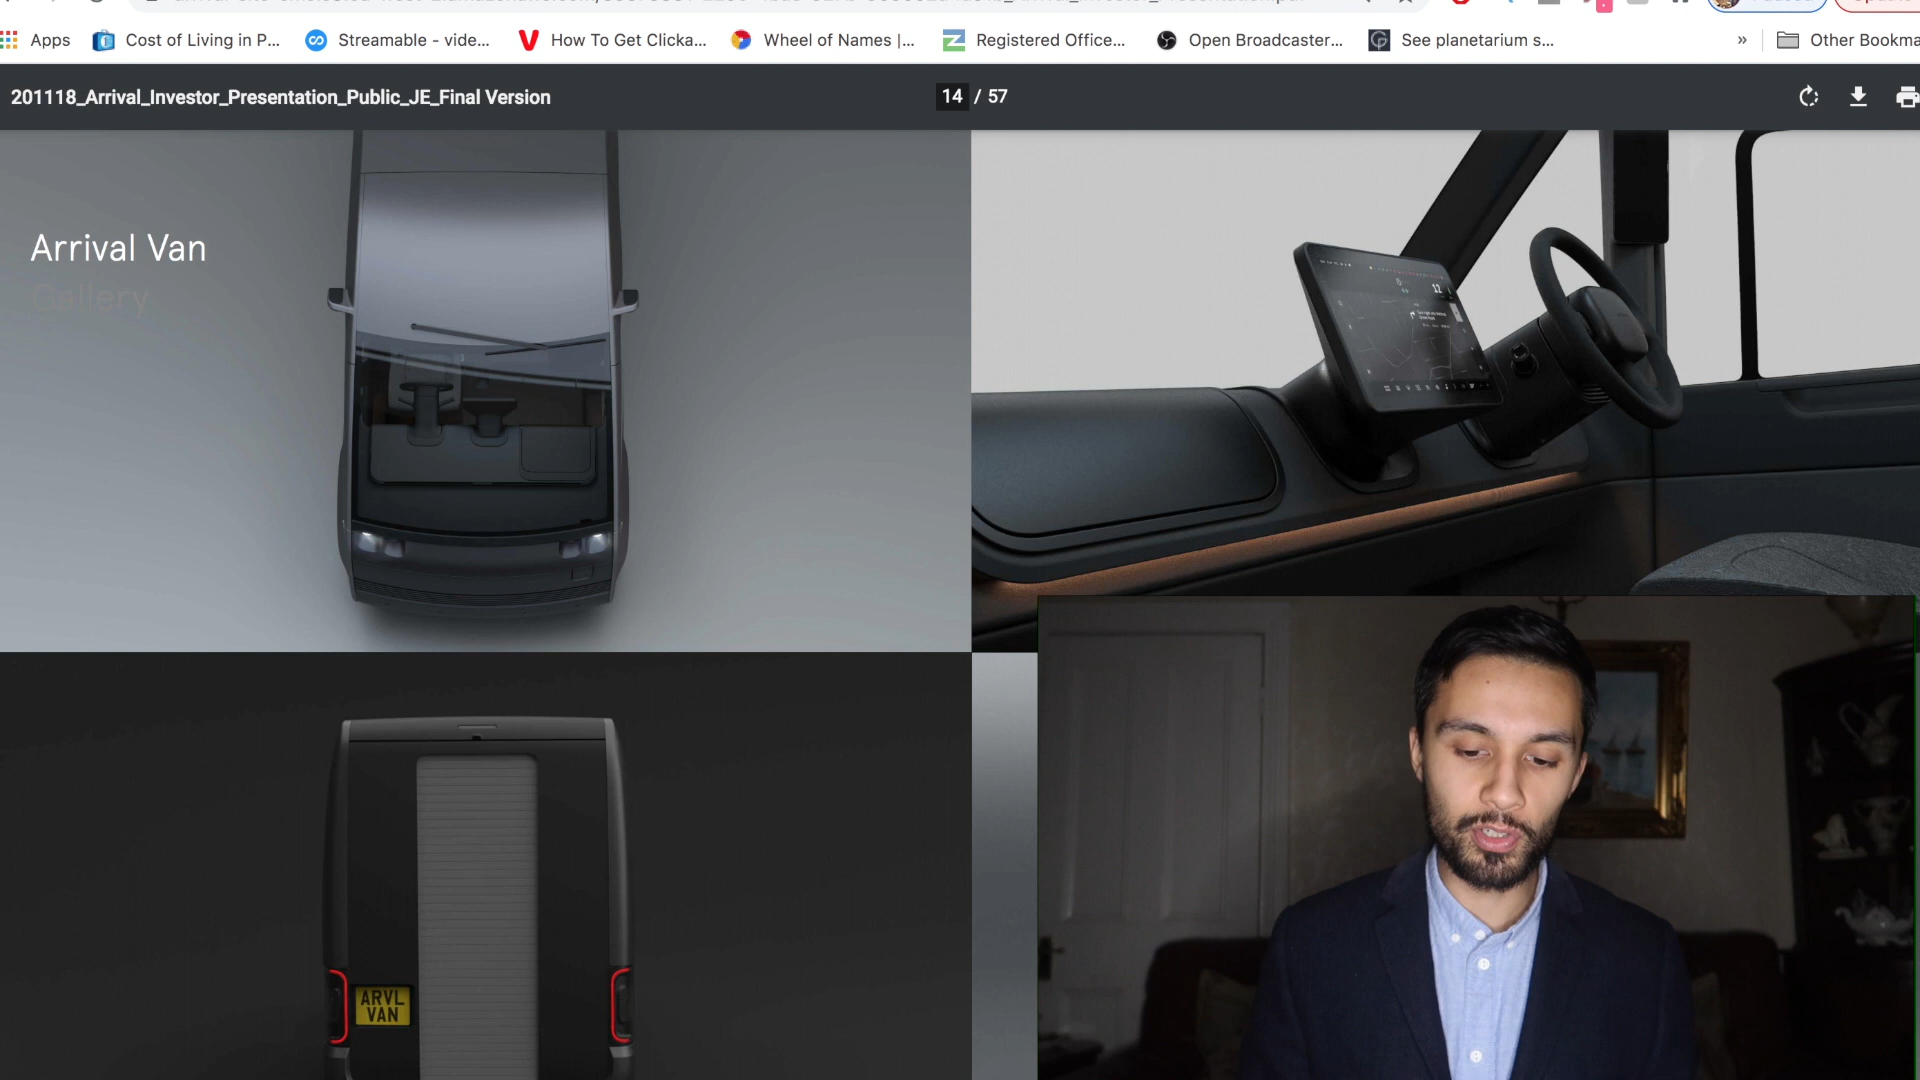 Apps
Cost of Living in P...
Streamable - vide...
How To Get Clicka...
Wheel of Names |...
Registered Office...
Open Broadcaster...
See planetarium s...
»
Other Bookma
201118_Arrival_Investor_Presentation_Public_JE_Final Version
14 / 57
Arrival Van
Gallery
12
ARVL
VAN